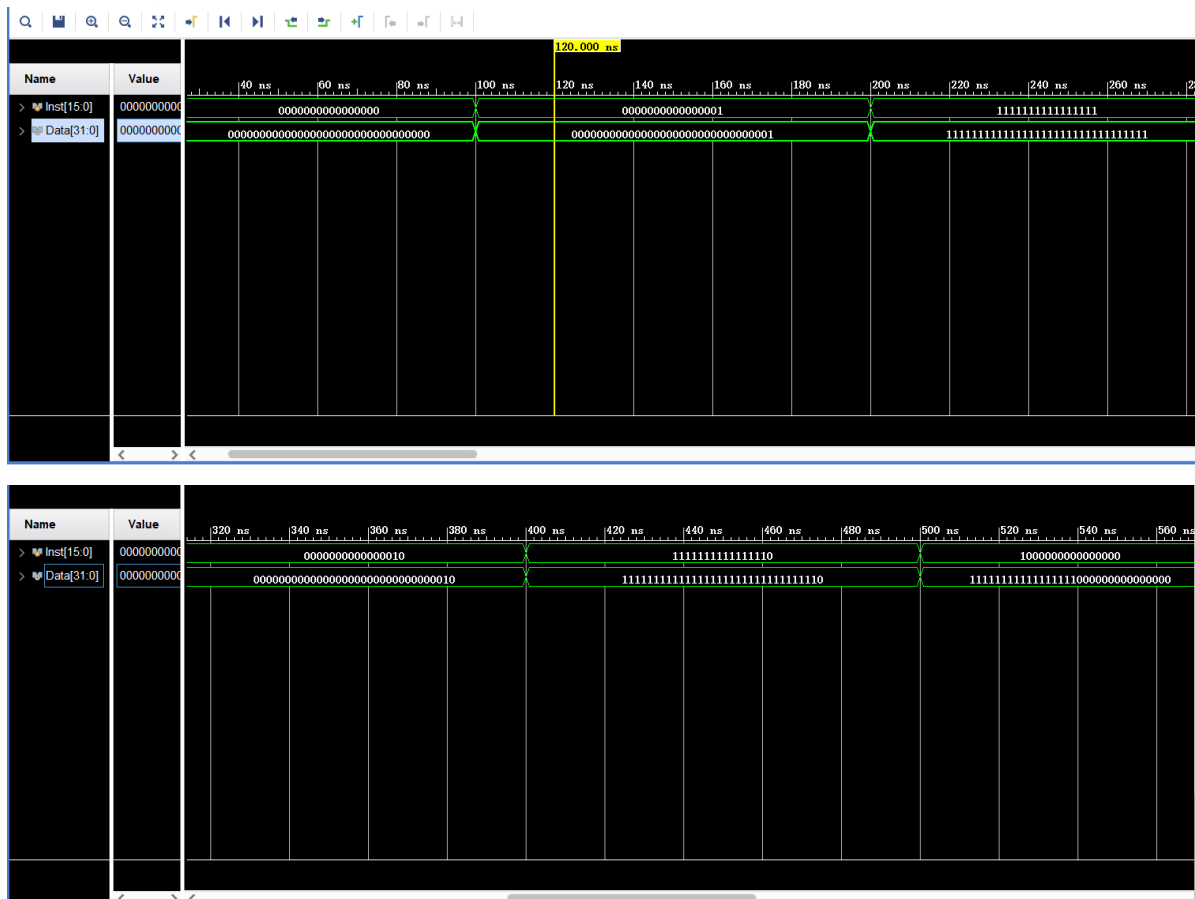 120.000 ns
Name Value 40 ns 60 ns 80 ns 100 ns 120 ns 140 ns 160 ns 180 ns 200 ns 220 ns 240 ns 260 ns
Inst[15:0] 0000000000 0000000000000000 0000000000000001 1111111111111111
Data[31:0] 0000000000 00000000000000000000000000000000 00000000000000000000000000000001 11111111111111111111111111111111
Name Value 320 ns 340 ns 360 ns 380 ns 400 ns 420 ns 440 ns 460 ns 480 ns 500 ns 520 ns 540 ns 560 ns
Inst[15:0] 0000000000 0000000000000010 1111111111111110 1000000000000000
Data[31:0] 0000000000 00000000000000000000000000000010 11111111111111111111111111111110 11111111111111111000000000000000